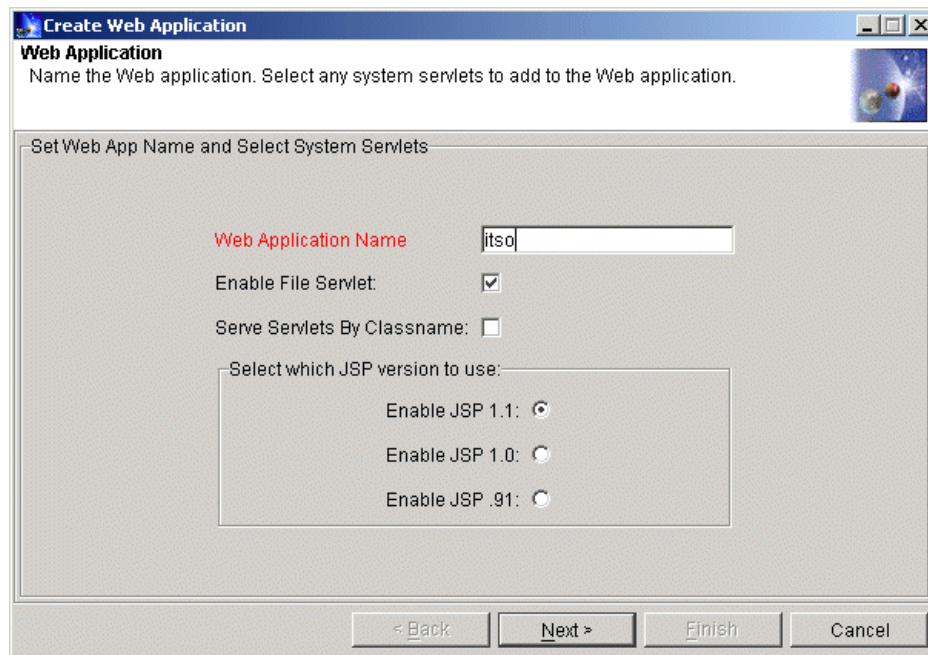 Create Web Application
Web Application
Name the Web application. Select any system servlets to add to the Web application.
Set Web App Name and Select System Servlets
Web Application Name
itso
Enable File Servlet:
Serve Servlets By Classname:
Select which JSP version to use:
Enable JSP 1.1:
Enable JSP 1.0:
Enable JSP .91:
< Back
Next >
Finish
Cancel